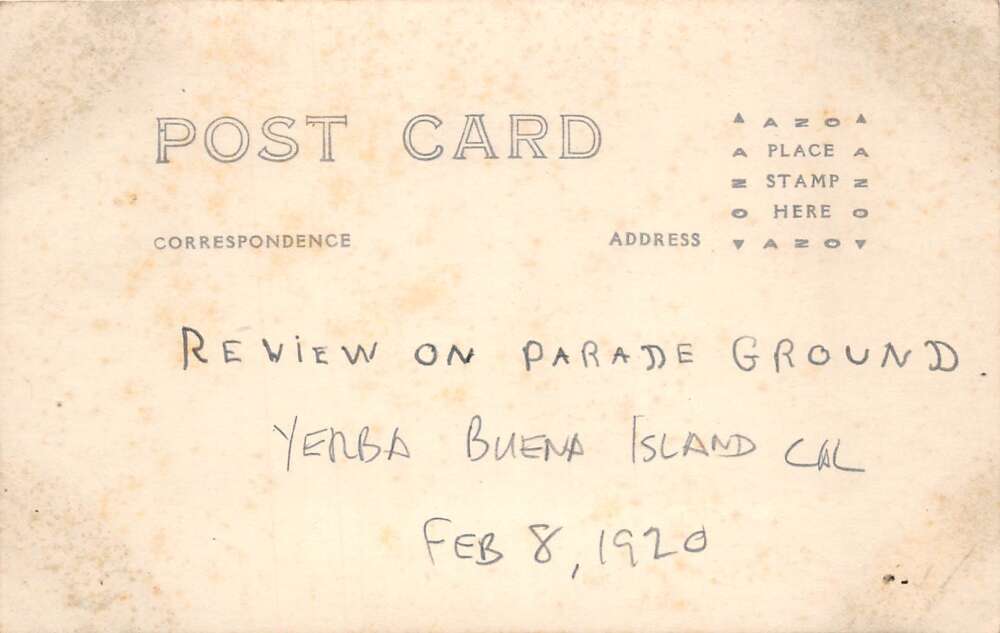 POST CARD
▲ AZO ▲
A PLACE A
Z STAMP Z
O HERE O
▼ AZO ▼
CORRESPONDENCE
ADDRESS
REVIEW ON PARADE GROUND
YERBA BUENA ISLAND CAL
FEB 8, 1920